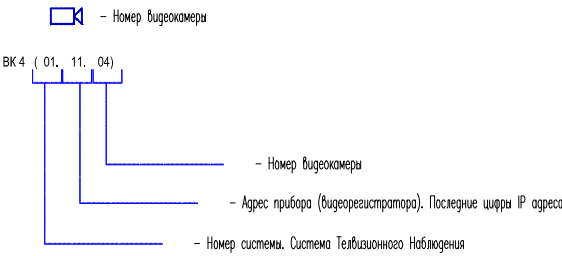 – Номер видеокамеры
ВК 4 ( 01. 11. 04)
– Номер видеокамеры
– Адрес прибора (видеорегистратора). Последние цифры IP адреса
– Номер системы. Система Телвизионного Наблюдения